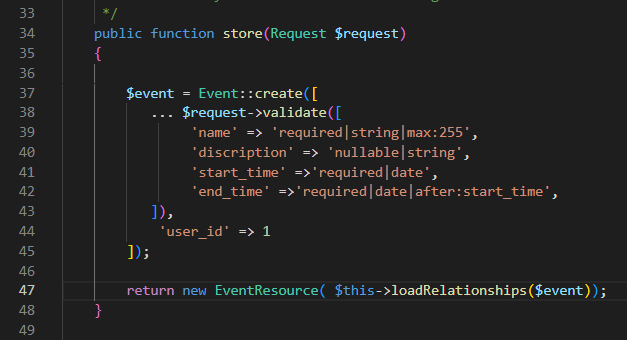 33 */
34 public function store(Request $request)
35 {
36
37 $event = Event::create([
38 ... $request->validate([
39 'name' => 'required|string|max:255',
40 'discription' => 'nullable|string',
41 'start_time' =>'required|date',
42 'end_time' =>'required|date|after:start_time',
43 ]),
44 'user_id' => 1
45 ]);
46
47 return new EventResource( $this->loadRelationships($event));
48 }
49